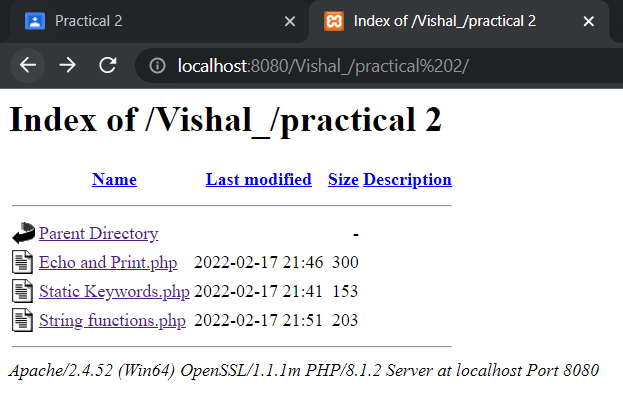 Practical 2
Index of /Vishal_/practical 2
localhost:8080/Vishal_/practical%202/
Index of /Vishal_/practical 2
Name Last modified Size Description
Parent Directory -
Echo and Print.php 2022-02-17 21:46 300
Static Keywords.php 2022-02-17 21:41 153
String functions.php 2022-02-17 21:51 203
Apache/2.4.52 (Win64) OpenSSL/1.1.1m PHP/8.1.2 Server at localhost Port 8080